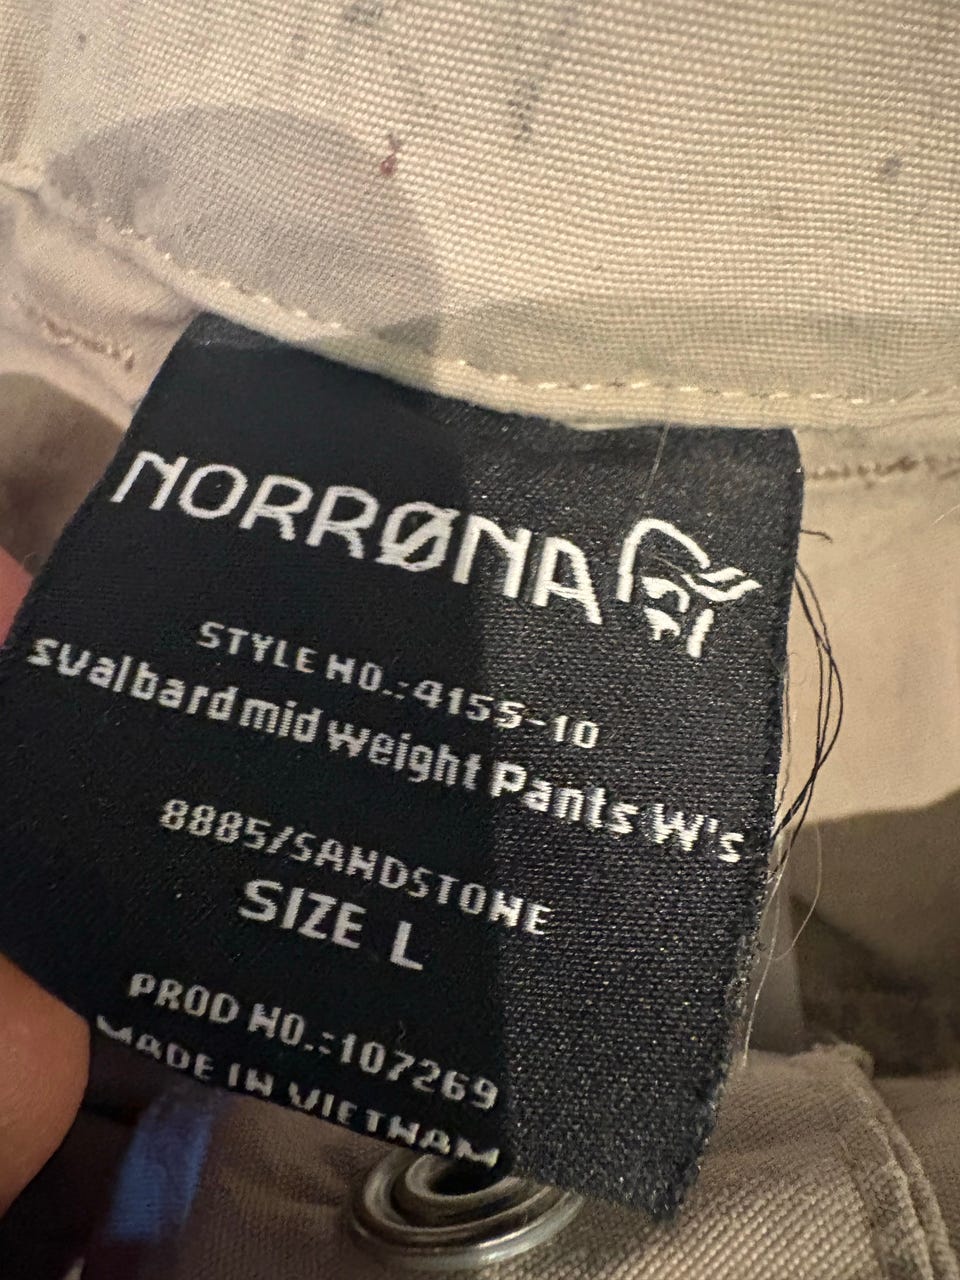 NORRØNA
STYLE NO.:4155-10
svalbard mid weight Pants W's
8885/SANDSTONE
SIZE L
PROD NO.:107269
MADE IN VIETNAM